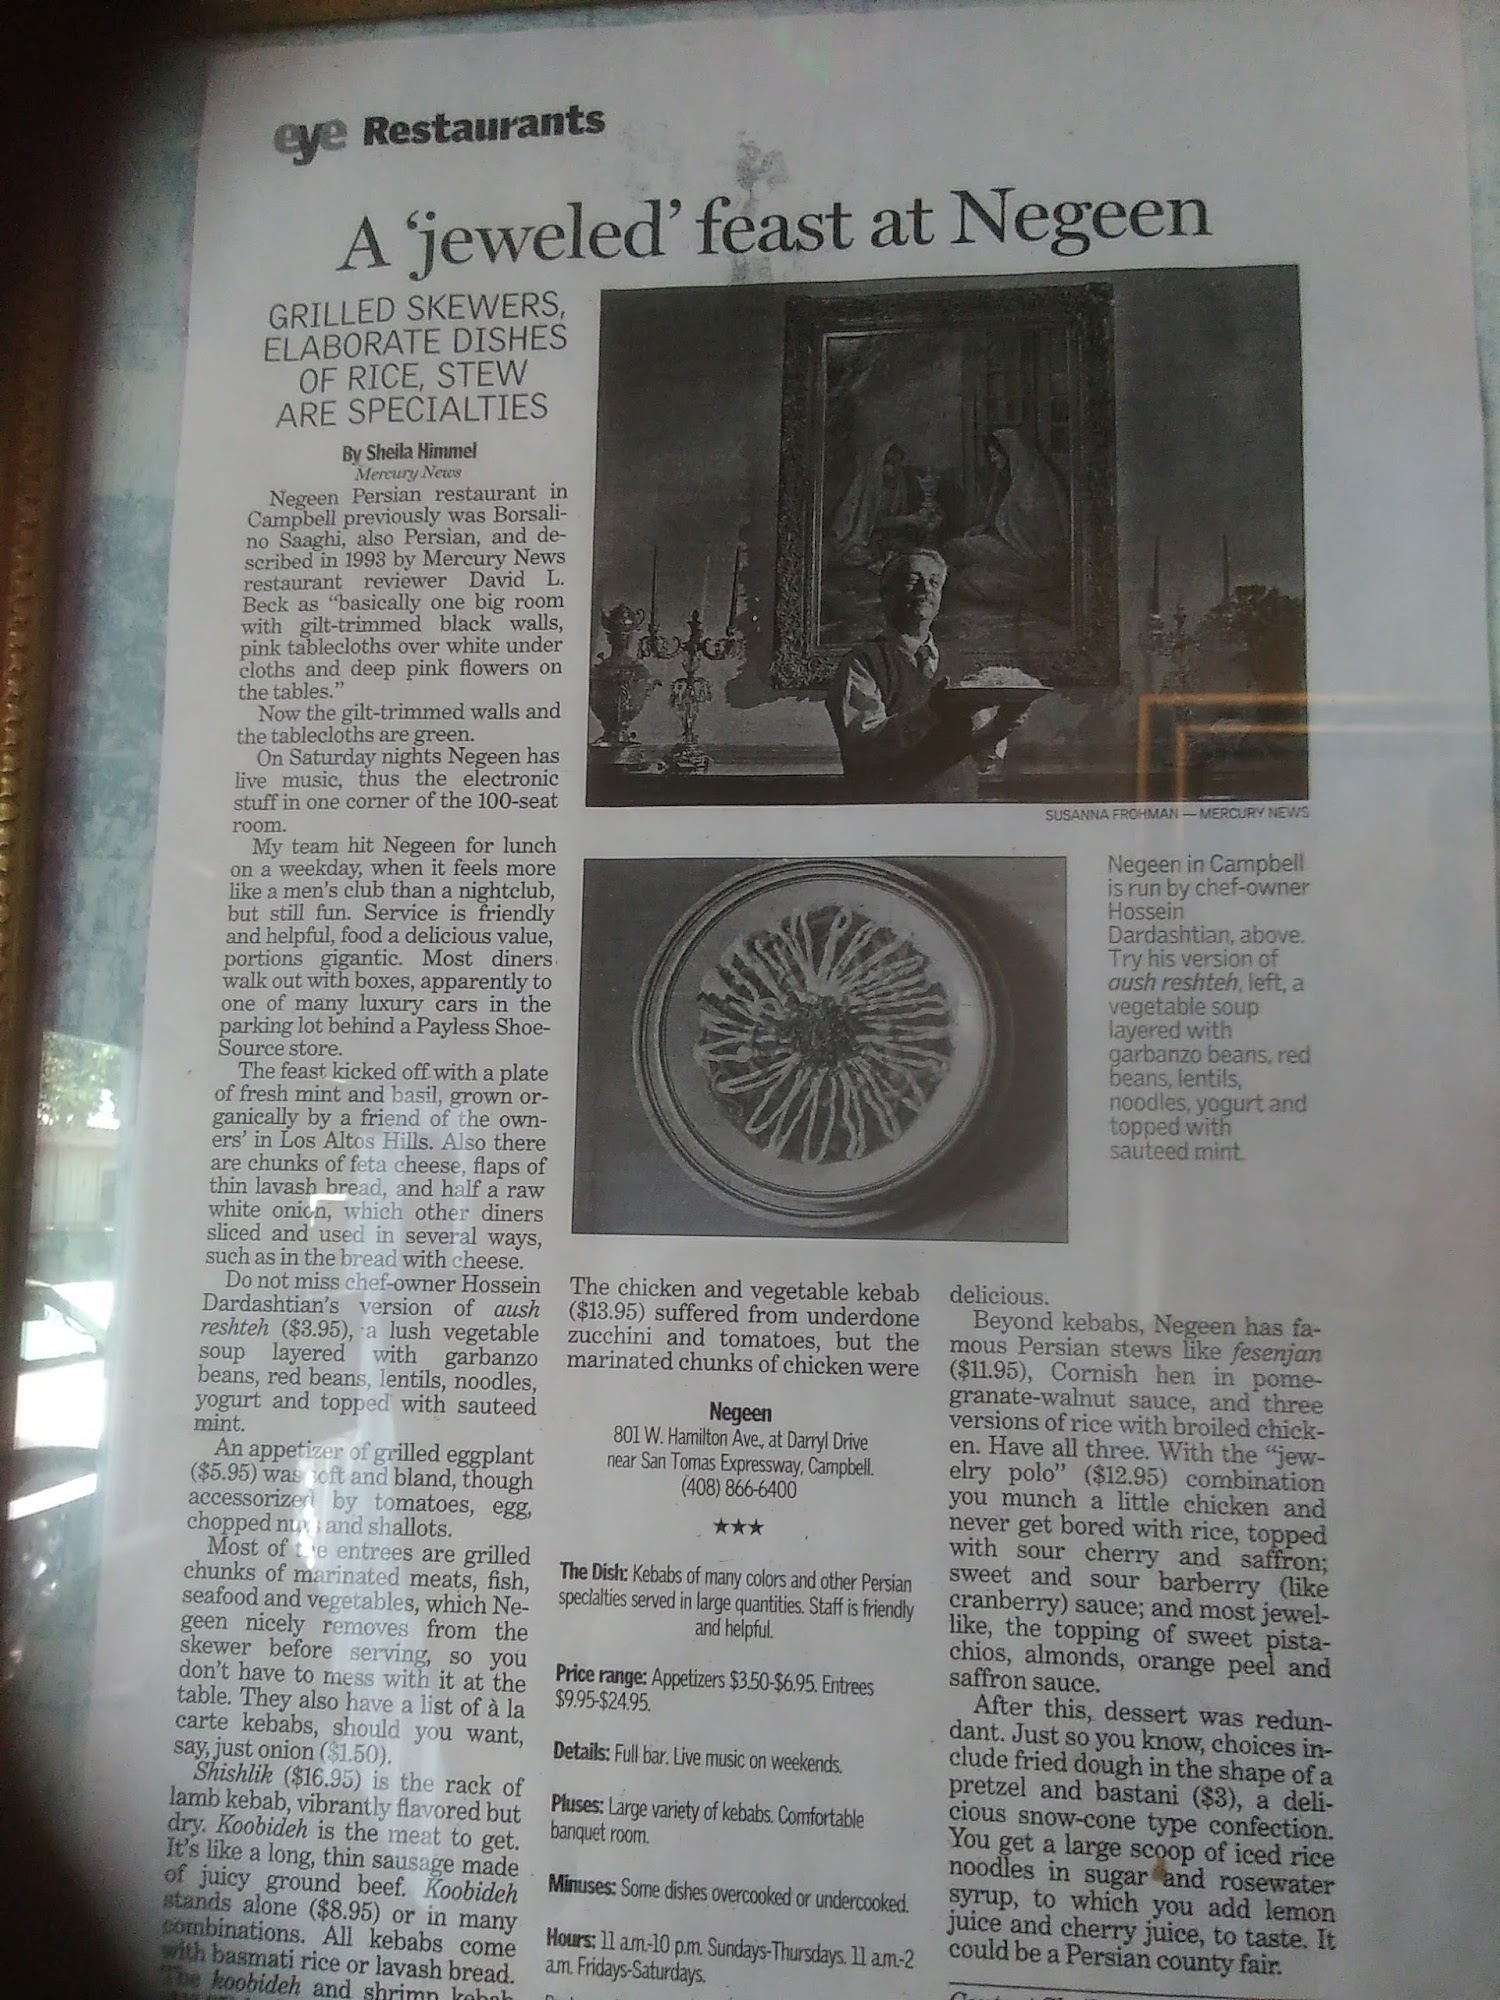 eye Restaurants
A ‘jeweled’ feast at Negeen
GRILLED SKEWERS,
ELABORATE DISHES
OF RICE, STEW
ARE SPECIALTIES
By Sheila Himmel
Mercury News
Negeen Persian restaurant in
Campbell previously was Borsali-
no Saaghi, also Persian, and de-
scribed in 1993 by Mercury News
restaurant reviewer David L.
Beck as “basically one big room
with gilt-trimmed black walls,
pink tablecloths over white under
cloths and deep pink flowers on
the tables.”
Now the gilt-trimmed walls and
the tablecloths are green.
On Saturday nights Negeen has
live music, thus the electronic
stuff in one corner of the 100-seat
room.
My team hit Negeen for lunch
on a weekday, when it feels more
like a men’s club than a nightclub,
but still fun. Service is friendly
and helpful, food a delicious value,
portions gigantic. Most diners
walk out with boxes, apparently to
one of many luxury cars in the
parking lot behind a Payless Shoe-
Source store.
The feast kicked off with a plate
of fresh mint and basil, grown or-
ganically by a friend of the own-
ers’ in Los Altos Hills. Also there
are chunks of feta cheese, flaps of
thin lavash bread, and half a raw
white onion, which other diners
sliced and used in several ways,
such as in the bread with cheese.
Do not miss chef-owner Hossein
Dardashtian’s version of aush
reshteh ($3.95), a lush vegetable
soup layered with garbanzo
beans, red beans, lentils, noodles,
yogurt and topped with sauteed
mint.
An appetizer of grilled eggplant
($5.95) was soft and bland, though
accessorized by tomatoes, egg,
chopped nuts and shallots.
Most of the entrees are grilled
chunks of marinated meats, fish,
seafood and vegetables, which Ne-
geen nicely removes from the
skewer before serving, so you
don’t have to mess with it at the
table. They also have a list of à la
carte kebabs, should you want,
say, just onion ($1.50).
Shishlik ($16.95) is the rack of
lamb kebab, vibrantly flavored but
dry. Koobideh is the meat to get.
It’s like a long, thin sausage made
of juicy ground beef. Koobideh
stands alone ($8.95) or in many
combinations. All kebabs come
with basmati rice or lavash bread.
The koobideh and shrimp kebab
SUSANNA FROHMAN — MERCURY NEWS
Negeen in Campbell
is run by chef-owner
Hossein
Dardashtian, above.
Try his version of
aush reshteh, left, a
vegetable soup
layered with
garbanzo beans, red
beans, lentils,
noodles, yogurt and
topped with
sauteed mint.
The chicken and vegetable kebab
($13.95) suffered from underdone
zucchini and tomatoes, but the
marinated chunks of chicken were
Negeen
801 W. Hamilton Ave., at Darryl Drive
near San Tomas Expressway, Campbell.
(408) 866-6400
★★★
The Dish: Kebabs of many colors and other Persian
specialties served in large quantities. Staff is friendly
and helpful.
Price range: Appetizers $3.50-$6.95. Entrees
$9.95-$24.95.
Details: Full bar. Live music on weekends.
Pluses: Large variety of kebabs. Comfortable
banquet room.
Minuses: Some dishes overcooked or undercooked.
Hours: 11 a.m.-10 p.m. Sundays-Thursdays. 11 a.m.-2
a.m. Fridays-Saturdays.
delicious.
Beyond kebabs, Negeen has fa-
mous Persian stews like fesenjan
($11.95), Cornish hen in pome-
granate-walnut sauce, and three
versions of rice with broiled chick-
en. Have all three. With the “jew-
elry polo” ($12.95) combination
you munch a little chicken and
never get bored with rice, topped
with sour cherry and saffron;
sweet and sour barberry (like
cranberry) sauce; and most jewel-
like, the topping of sweet pista-
chios, almonds, orange peel and
saffron sauce.
After this, dessert was redun-
dant. Just so you know, choices in-
clude fried dough in the shape of a
pretzel and bastani ($3), a deli-
cious snow-cone type confection.
You get a large scoop of iced rice
noodles in sugar and rosewater
syrup, to which you add lemon
juice and cherry juice, to taste. It
could be a Persian county fair.